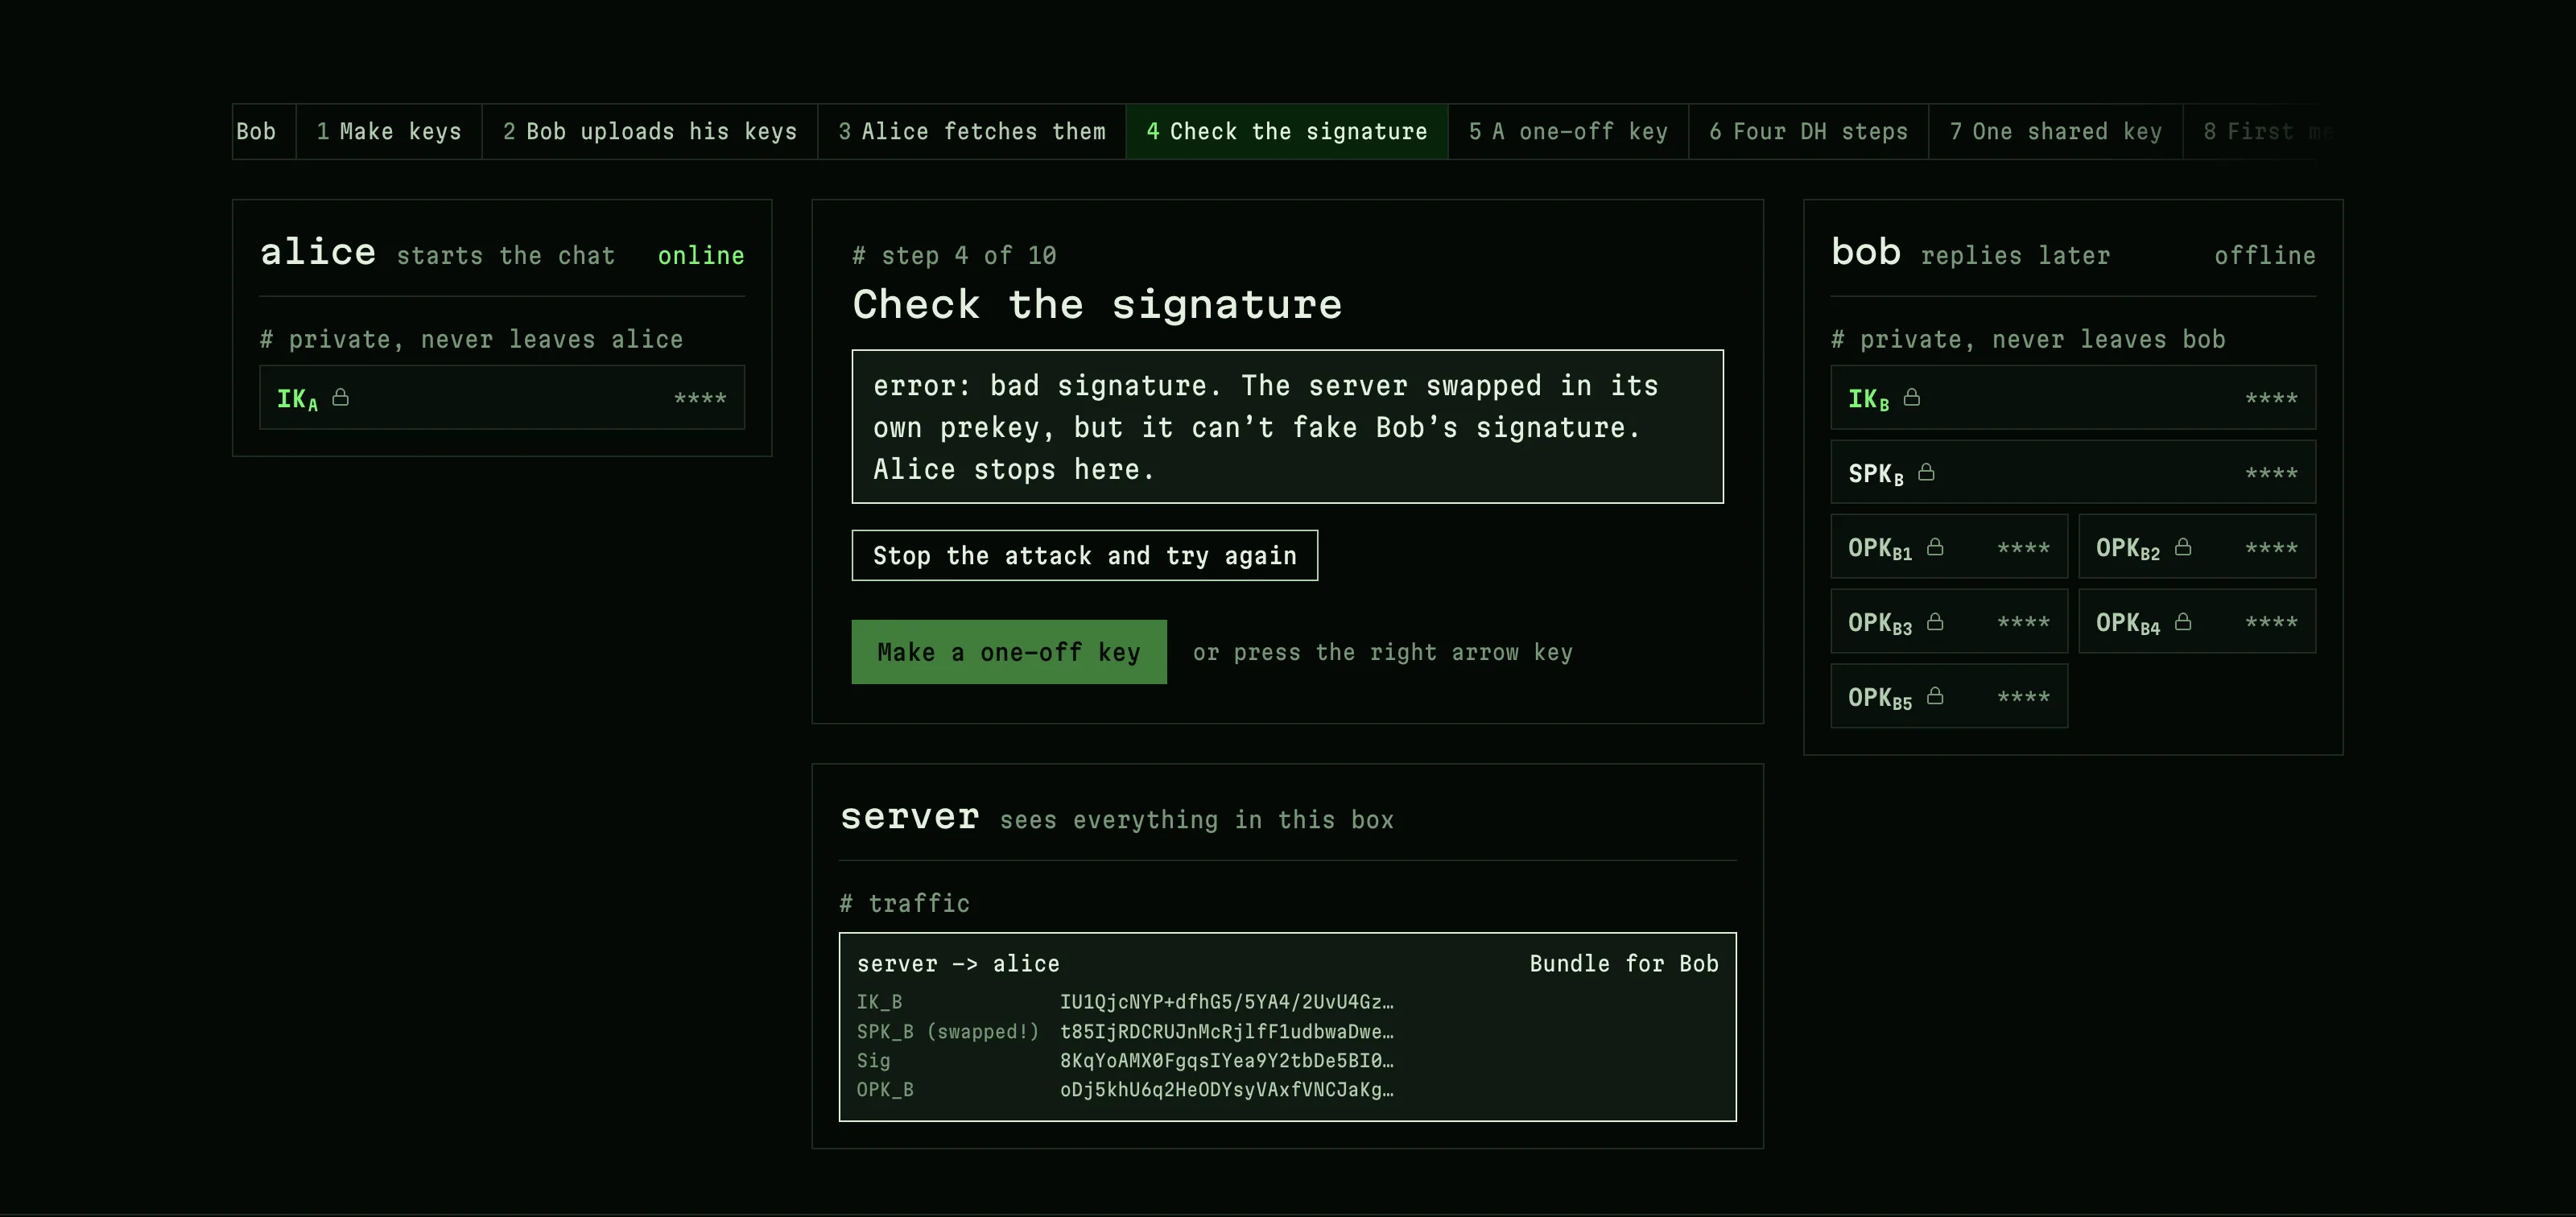 Bob
1 Make keys
2 Bob uploads his keys
3 Alice fetches them
4 Check the signature
5 A one-off key
6 Four DH steps
7 One shared key
8 First
alice starts the chat online
# private, never leaves alice
IKA ****
# step 4 of 10
Check the signature
error: bad signature. The server swapped in its
own prekey, but it can’t fake Bob’s signature.
Alice stops here.
Stop the attack and try again
Make a one-off key or press the right arrow key
server sees everything in this box
# traffic
server -> alice Bundle for Bob
IK_B IU1QjcNYP+dfhG5/5YA4/2UvU4Gz…
SPK_B (swapped!) t85IjRDCRUJnMcRjlfF1udbwaDwe…
Sig 8KqYoAMX0FgqsIYea9Y2tbDe5BI0…
OPK_B oDj5khU6q2HeODYsyVAxfVNCJaKg…
bob replies later offline
# private, never leaves bob
IKB ****
SPKB ****
OPKB1 **** OPKB2 ****
OPKB3 **** OPKB4 ****
OPKB5 ****